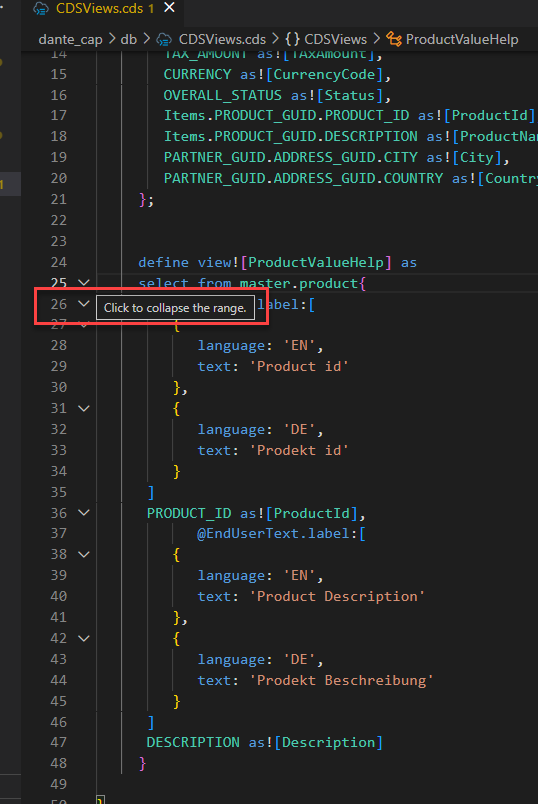 CDSViews.cds 1
dante_cap > db > CDSViews.cds > {} CDSViews > ProductValueHelp
14 TAX_AMOUNT as![TaxAmount],
15 CURRENCY as![CurrencyCode],
16 OVERALL_STATUS as![Status],
17 Items.PRODUCT_GUID.PRODUCT_ID as![ProductId]
18 Items.PRODUCT_GUID.DESCRIPTION as![ProductNa
19 PARTNER_GUID.ADDRESS_GUID.CITY as![City],
20 PARTNER_GUID.ADDRESS_GUID.COUNTRY as![Country
21 };
22
23
24 define view![ProductValueHelp] as
25 select from master.product{
26 Click to collapse the range. label:[
27 {
28 language: 'EN',
29 text: 'Product id'
30 },
31 {
32 language: 'DE',
33 text: 'Prodekt id'
34 }
35 ]
36 PRODUCT_ID as![ProductId],
37 @EndUserText.label:[
38 {
39 language: 'EN',
40 text: 'Product Description'
41 },
42 {
43 language: 'DE',
44 text: 'Prodekt Beschreibung'
45 }
46 ]
47 DESCRIPTION as![Description]
48 }
49
50 }